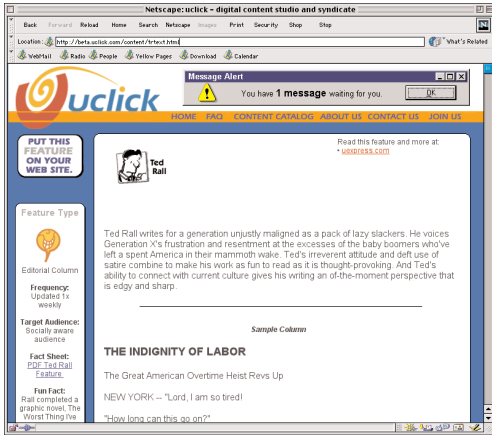 Netscape: uclick - digital content studio and syndicate
Back Forward Reload Home Search Netscape Images Print Security Shop Stop
Location: http://beta.uclick.com/content/trtext.html What's Related
WebMail Radio People Yellow Pages Download Calendar
Message Alert
You have 1 message waiting for you.
OK
uclick
HOME FAQ CONTENT CATALOG ABOUT US CONTACT US JOIN US
PUT THIS
FEATURE
ON YOUR
WEB SITE.
Ted
Rall
Read this feature and more at:
• uexpress.com
Feature Type
Editorial Column
Frequency:
Updated 1x
weekly
Target Audience:
Socially aware
audience
Fact Sheet:
PDF Ted Rall
Feature
Fun Fact:
Rall completed a
graphic novel, The
Worst Thing I've
Ted Rall writes for a generation unjustly maligned as a pack of lazy slackers. He voices
Generation X's frustration and resentment at the excesses of the baby boomers who've
left a spent America in their mammoth wake. Ted's irreverent attitude and deft use of
satire combine to make his work as fun to read as it is thought-provoking. And Ted's
ability to connect with current culture gives his writing an of-the-moment perspective that
is edgy and sharp.
Sample Column
THE INDIGNITY OF LABOR
The Great American Overtime Heist Revs Up
NEW YORK -- "Lord, I am so tired!
"How long can this go on?"